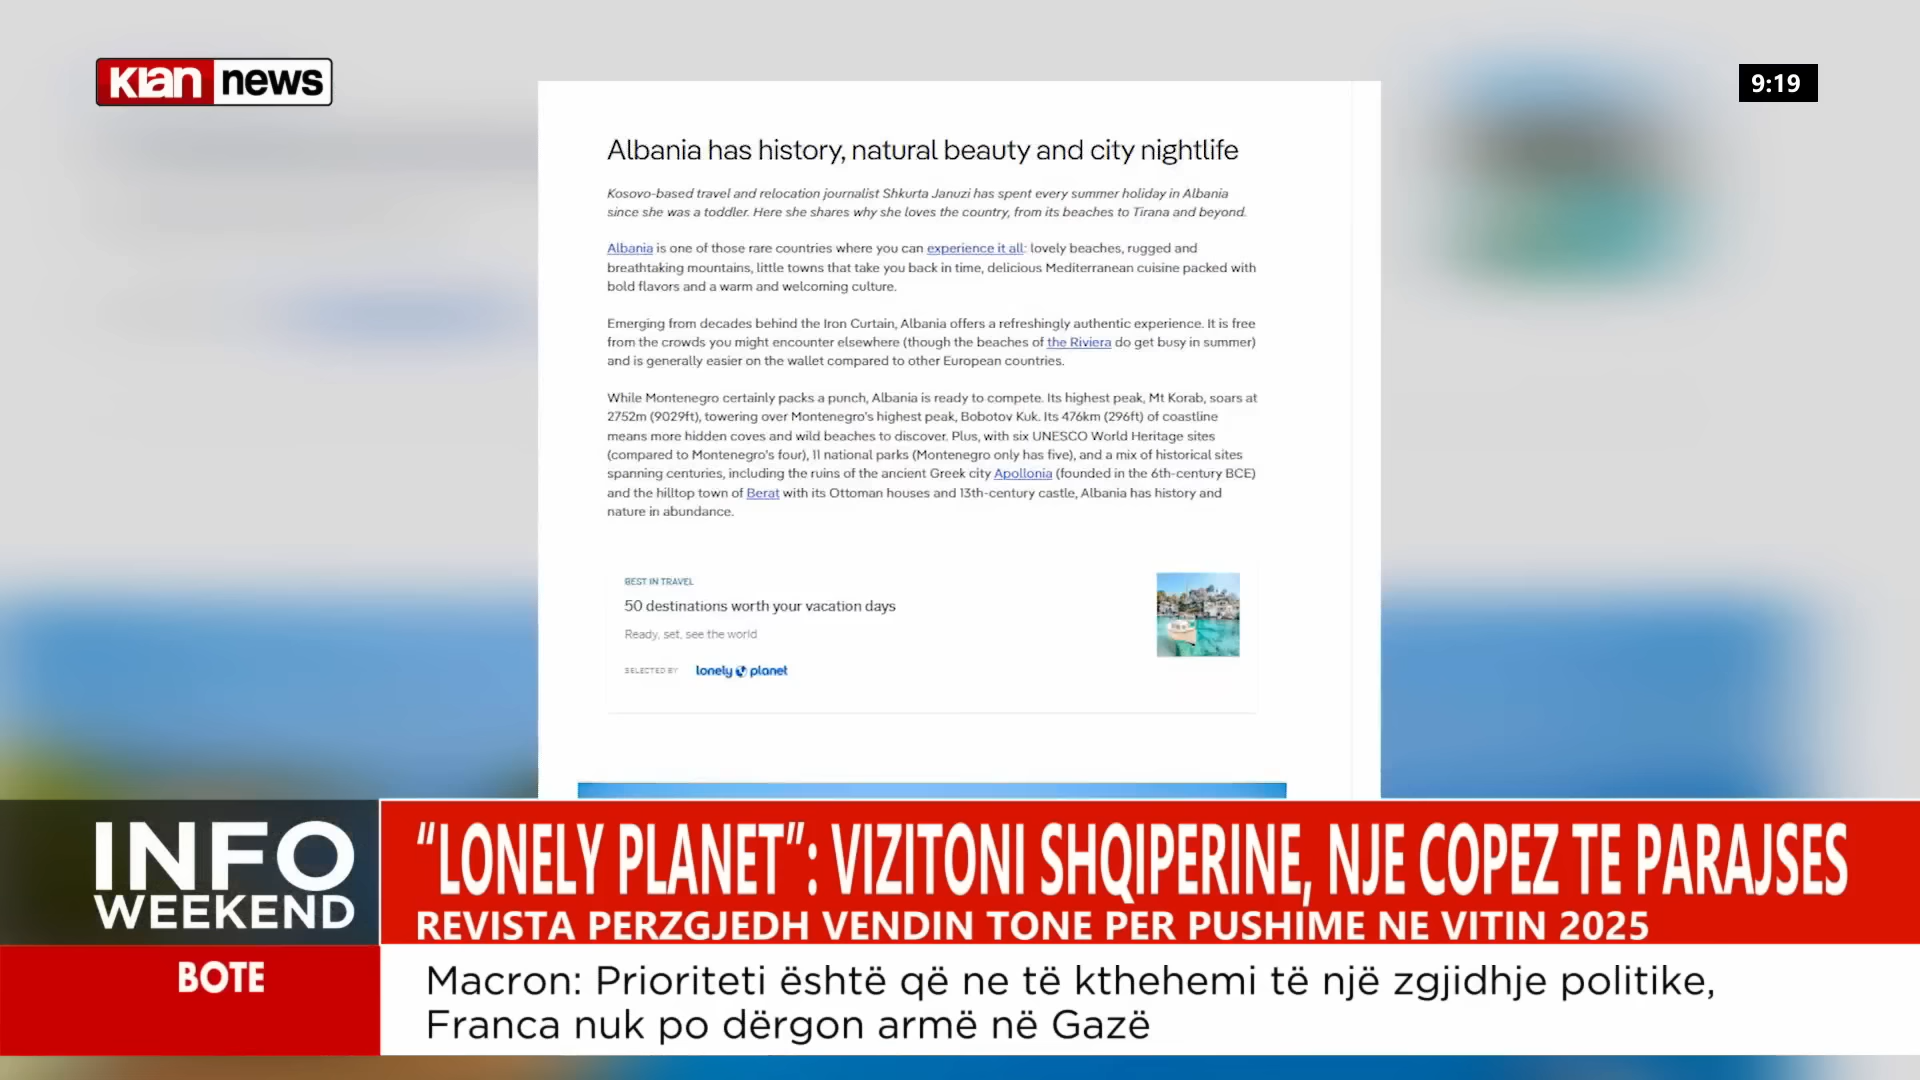 Klan news
9:19
Albania has history, natural beauty and city nightlife
Kosovo-based travel and relocation journalist Shkurta Januzi has spent every summer holiday in Albania
since she was a toddler. Here she shares why she loves the country, from its beaches to Tirana and beyond.
Albania is one of those rare countries where you can experience it all: lovely beaches, rugged and
breathtaking mountains, little towns that take you back in time, delicious Mediterranean cuisine packed with
bold flavors and a warm and welcoming culture.
Emerging from decades behind the Iron Curtain, Albania offers a refreshingly authentic experience. It is free
from the crowds you might encounter elsewhere (though the beaches of the Riviera do get busy in summer)
and is generally easier on the wallet compared to other European countries.
While Montenegro certainly packs a punch, Albania is ready to compete. Its highest peak, Mt Korab, soars at
2752m (9029ft), towering over Montenegro's highest peak, Bobotov Kuk. Its 476km (296ft) of coastline
means more hidden coves and wild beaches to discover. Plus, with six UNESCO World Heritage sites
(compared to Montenegro's four), 11 national parks (Montenegro only has five), and a mix of historical sites
spanning centuries, including the ruins of the ancient Greek city Apollonia (founded in the 6th-century BCE)
and the hilltop town of Berat with its Ottoman houses and 13th-century castle, Albania has history and
nature in abundance.
BEST IN TRAVEL
50 destinations worth your vacation days
Ready, set, see the world
SELECTED BY lonely planet
INFO
WEEKEND
“LONELY PLANET”: VIZITONI SHQIPERINE, NJE COPEZ TE PARAJSES
REVISTA PERZGJEDH VENDIN TONE PER PUSHIME NE VITIN 2025
BOTE
Macron: Prioriteti është që ne të kthehemi të një zgjidhje politike,
Franca nuk po dërgon armë në Gazë